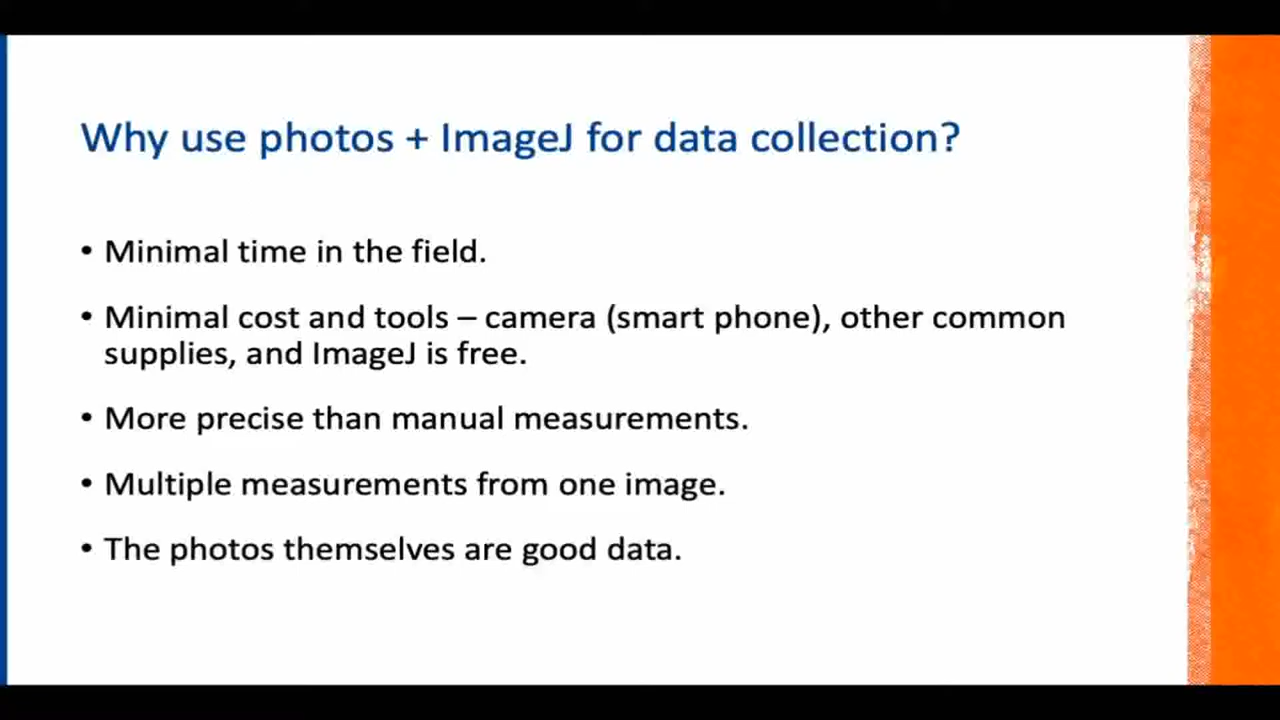 Why use photos + ImageJ for data collection?
• Minimal time in the field.
• Minimal cost and tools – camera (smart phone), other common
supplies, and ImageJ is free.
• More precise than manual measurements.
• Multiple measurements from one image.
• The photos themselves are good data.